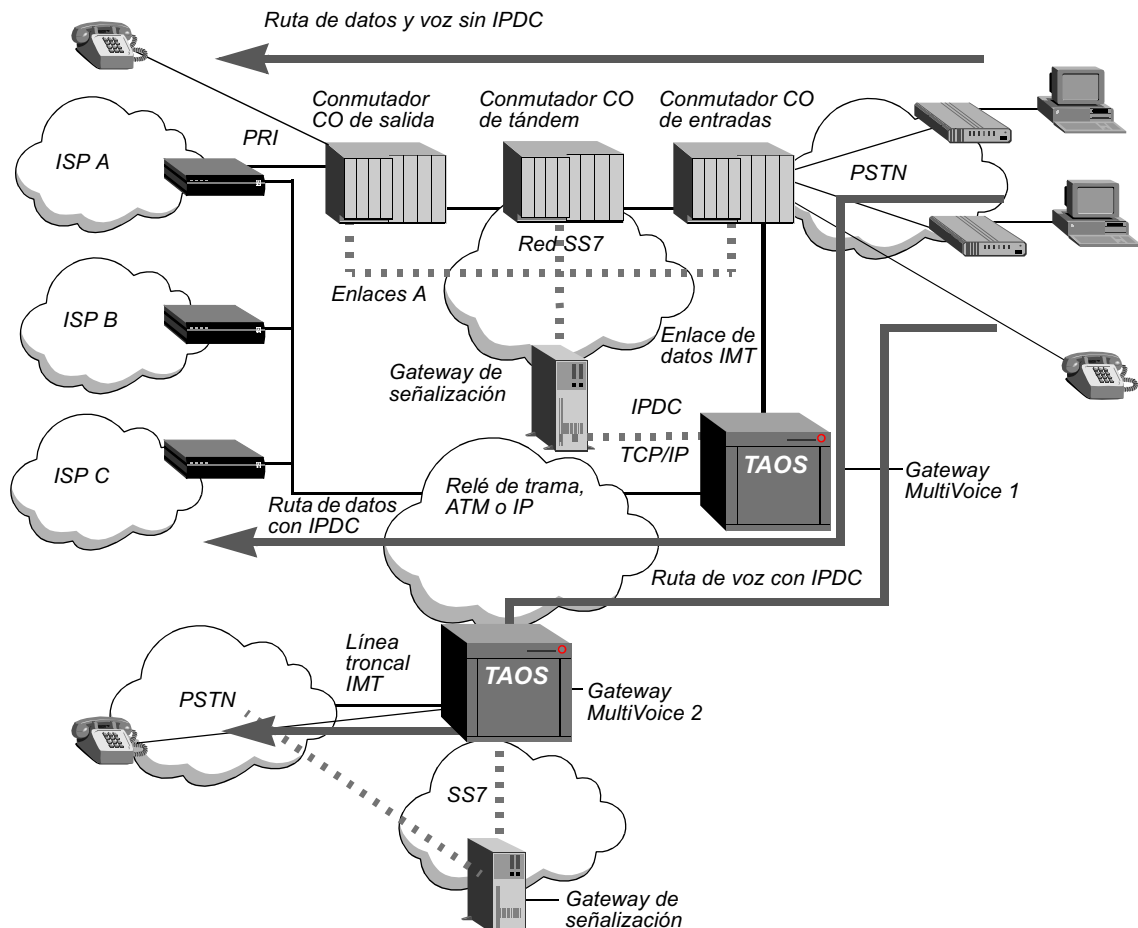 Ruta de datos y voz sin IPDC
Conmutador
CO de salida
Conmutador CO
de tándem
Conmutador CO
de entradas
PRI
ISP A
PSTN
Red SS7
Enlaces A
ISP B
Enlace de
datos IMT
Gateway de
señalización
IPDC
TCP/IP
TAOS
Gateway
MultiVoice 1
ISP C
Relé de trama,
ATM o IP
Ruta de datos
con IPDC
Ruta de voz con IPDC
Línea
troncal
IMT
TAOS
PSTN
Gateway
MultiVoice 2
SS7
Gateway de
señalización